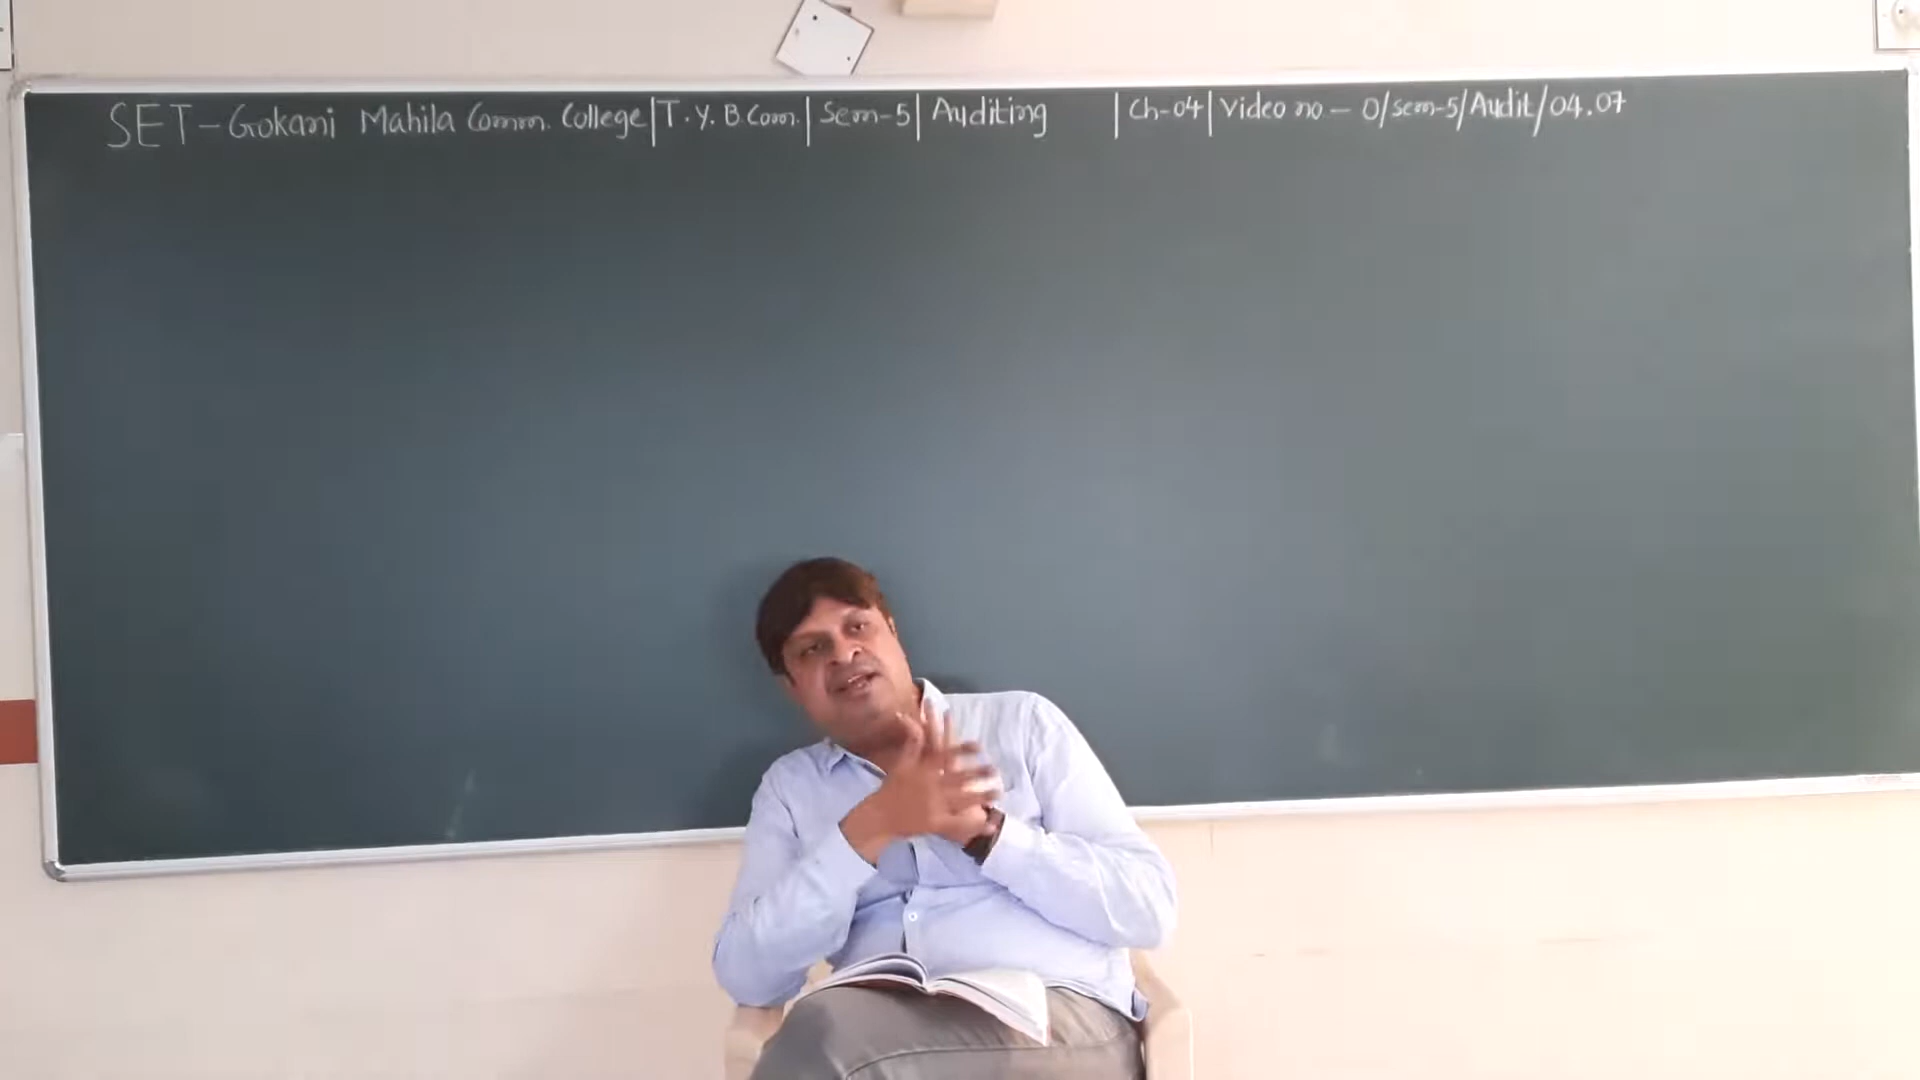 SET - Gokani Mahila Comm. College | T.Y. B Com. | Sem-5 | Auditing | Ch-04 | Video no - 0/sem-5/Audit/04.07